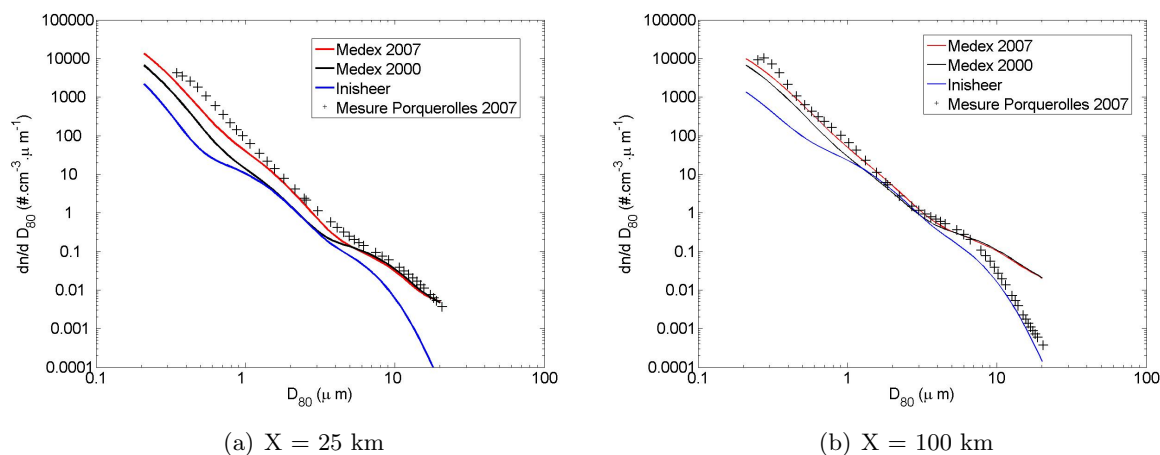 100000
10000
1000
100
10
1
0.1
0.01
0.001
0.0001
0.1
1
10
100
dn/d D80 (#.cm-3.μ m-1)
D80 (μ m)
Medex 2007
Medex 2000
Inisheer
Mesure Porquerolles 2007
(a) X = 25 km
100000
10000
1000
100
10
1
0.1
0.01
0.001
0.0001
0.1
1
10
100
dn/d D80 (#.cm-3.μ m-1)
D80 (μ m)
Medex 2007
Medex 2000
Inisheer
Mesure Porquerolles 2007
(b) X = 100 km